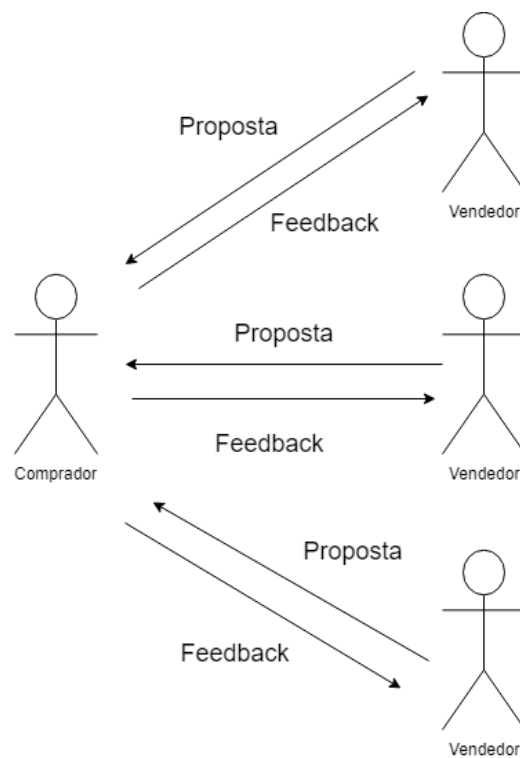 Proposta
Vendedor
Feedback
Proposta
Feedback
Comprador
Vendedor
Proposta
Feedback
Vendedor